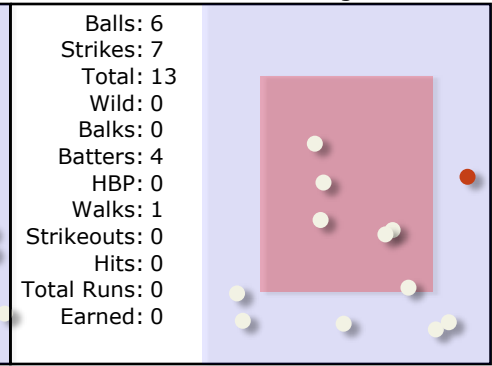 Balls: 6
Strikes: 7
Total: 13
Wild: 0
Balks: 0
Batters: 4
HBP: 0
Walks: 1
Strikeouts: 0
Hits: 0
Total Runs: 0
Earned: 0